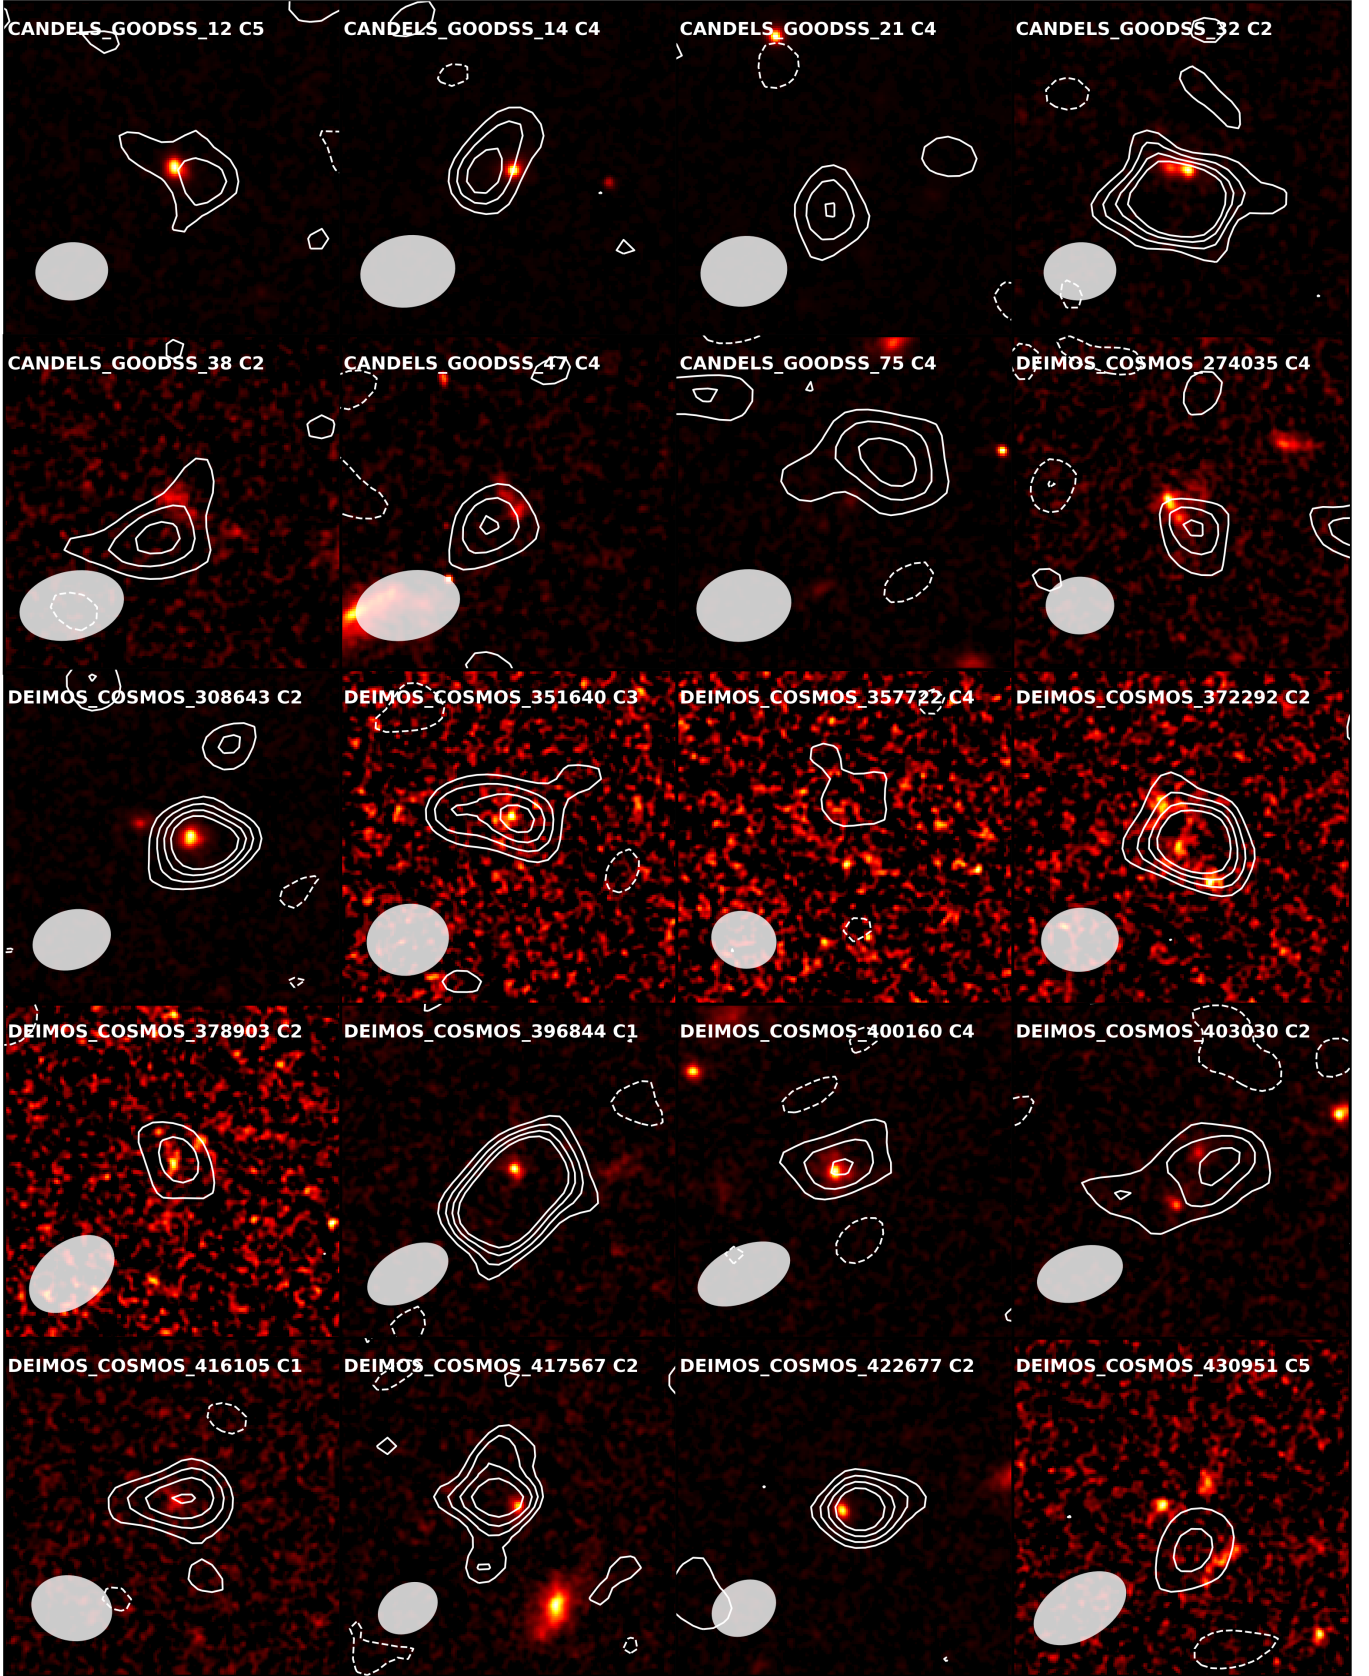 CANDELS_GOODSS_12 C5
CANDELS_GOODSS_14 C4
CANDELS_GOODSS_21 C4
CANDELS_GOODSS_32 C2
CANDELS_GOODSS_38 C2
CANDELS_GOODSS_47 C4
CANDELS_GOODSS_75 C4
DEIMOS_COSMOS_274035 C4
DEIMOS_COSMOS_308643 C2
DEIMOS_COSMOS_351640 C3
DEIMOS_COSMOS_357722 C4
DEIMOS_COSMOS_372292 C2
DEIMOS_COSMOS_378903 C2
DEIMOS_COSMOS_396844 C1
DEIMOS_COSMOS_400160 C4
DEIMOS_COSMOS_403030 C2
DEIMOS_COSMOS_416105 C1
DEIMOS_COSMOS_417567 C2
DEIMOS_COSMOS_422677 C2
DEIMOS_COSMOS_430951 C5